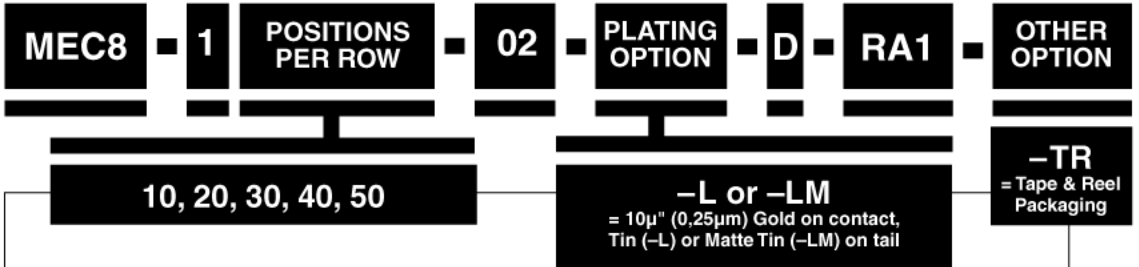 MEC8 - 1 POSITIONS PER ROW - 02 - PLATING OPTION - D - RA1 - OTHER OPTION
10, 20, 30, 40, 50
–L or –LM
= 10µ" (0,25µm) Gold on contact,
Tin (–L) or Matte Tin (–LM) on tail
–TR
= Tape & Reel
Packaging